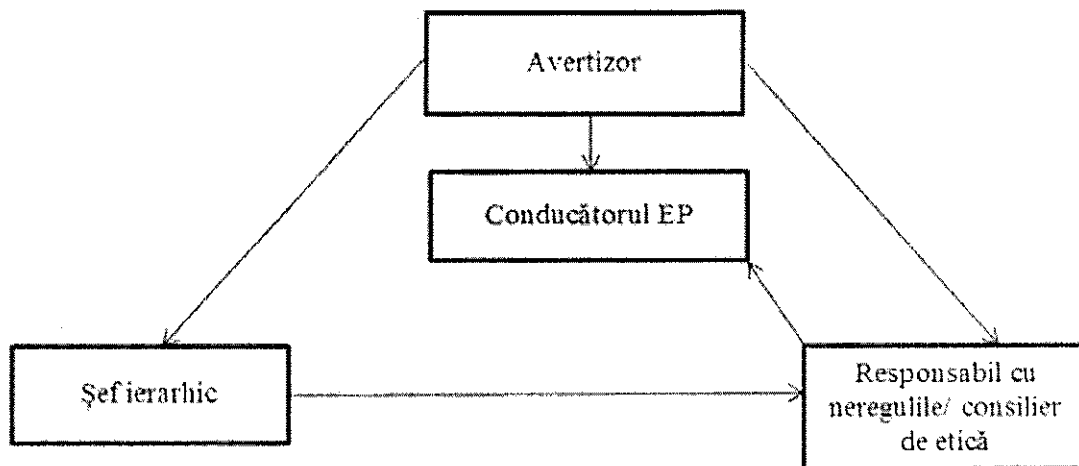 Avertizor
Conducătorul EP
Şef ierarhic
Responsabil cu
neregulile/ consilier
de etică